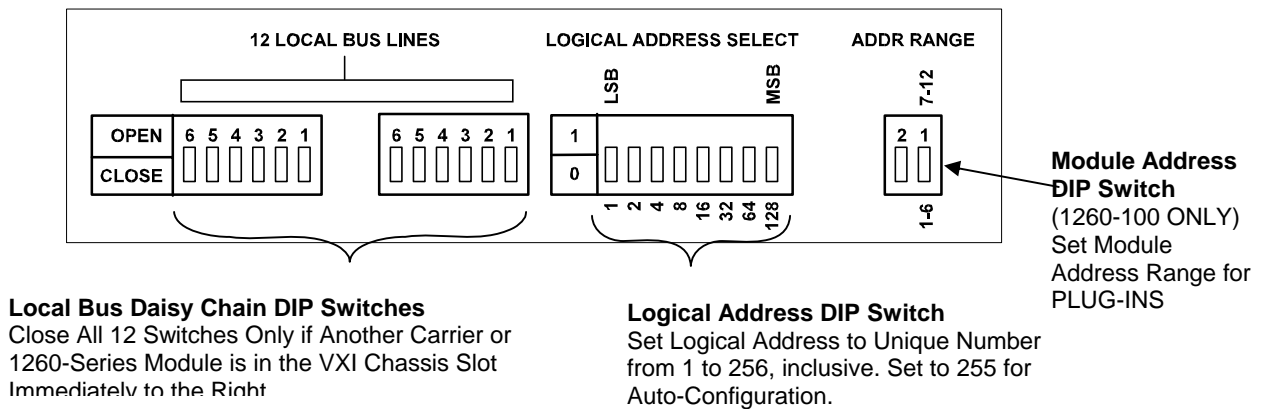 12 LOCAL BUS LINES
LOGICAL ADDRESS SELECT
ADDR RANGE
LSB
MSB
7-12
OPEN
CLOSE
6 5 4 3 2 1
6 5 4 3 2 1
1
0
2 1
1 2 4 8 16 32 64 128
1-6
Module Address
DIP Switch
(1260-100 ONLY)
Set Module
Address Range for
PLUG-INS
Local Bus Daisy Chain DIP Switches
Close All 12 Switches Only if Another Carrier or
1260-Series Module is in the VXI Chassis Slot
Immediately to the Right
Logical Address DIP Switch
Set Logical Address to Unique Number
from 1 to 256, inclusive. Set to 255 for
Auto-Configuration.